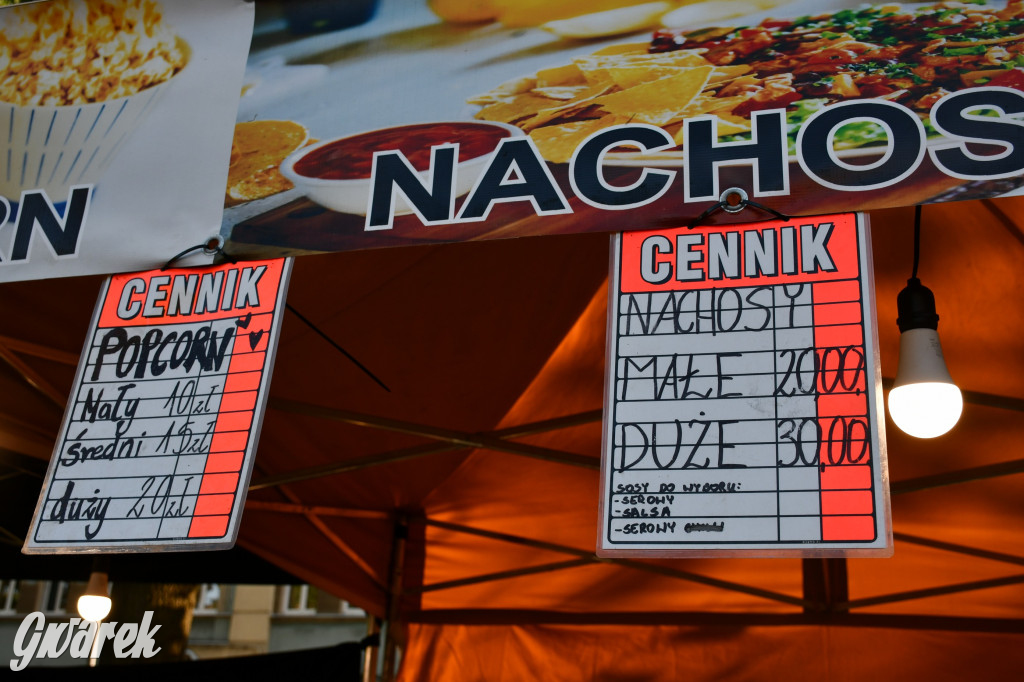 RN
NACHOS
CENNIK
POPCORN
Mały 10zł
średni 15zł
duży 20zł
CENNIK
NACHOSY
MAŁE 20,00
DUŻE 30,00
SOSY DO WYBORU:
- SEROWY
- SALSA
- SEROWY
Gwarek